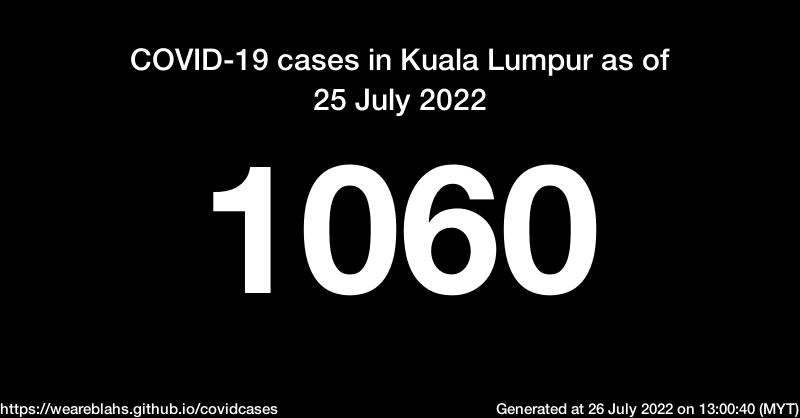 COVID-19 cases in Kuala Lumpur as of
25 July 2022
1060
https://weareblahs.github.io/covidcases
Generated at 26 July 2022 on 13:00:40 (MYT)